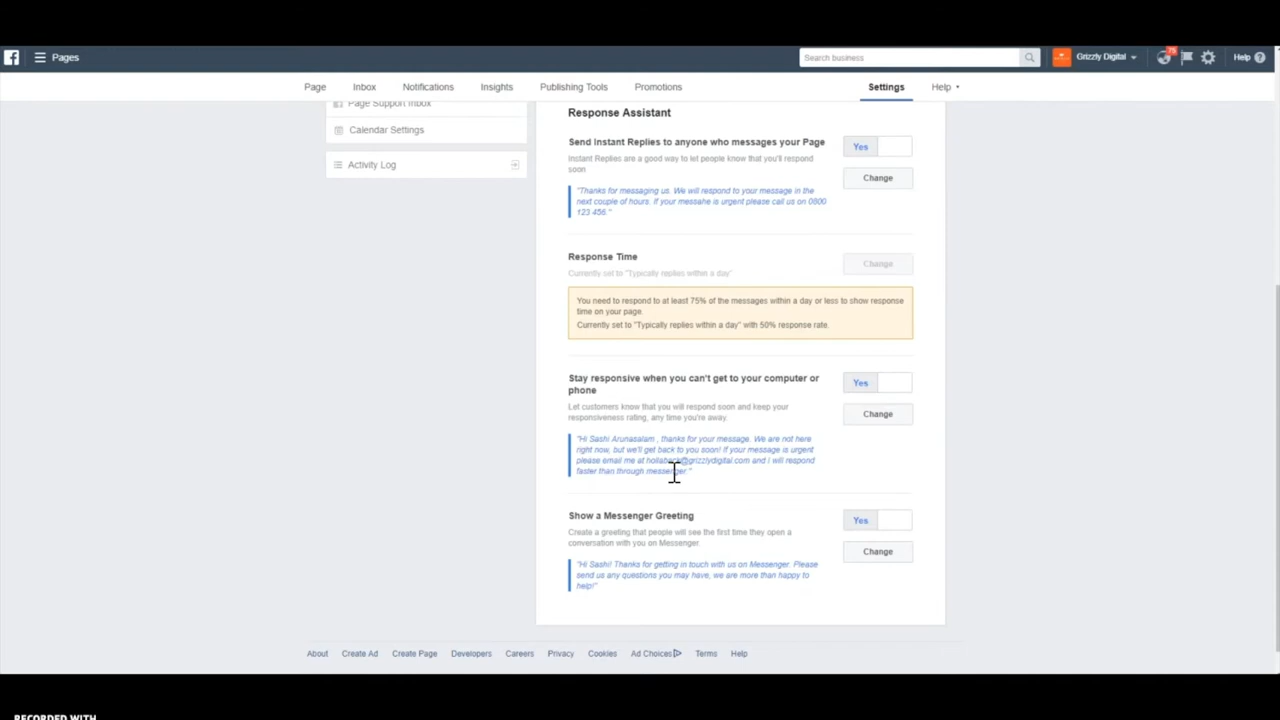 Pages
Search business
Grizzly Digital
75
Help
Page
Inbox
Notifications
Insights
Publishing Tools
Promotions
Settings
Help
Page Support Inbox
Calendar Settings
Activity Log
Response Assistant
Send Instant Replies to anyone who messages your Page
Yes
Instant Replies are a good way to let people know that you'll respond
soon
Change
"Thanks for messaging us. We will respond to your message in the
next couple of hours. If your messahe is urgent please call us on 0800
123 456."
Response Time
Change
Currently set to "Typically replies within a day"
You need to respond to at least 75% of the messages within a day or less to show response
time on your page.
Currently set to "Typically replies within a day" with 50% response rate.
Stay responsive when you can't get to your computer or
phone
Yes
Let customers know that you will respond soon and keep your
responsiveness rating, any time you're away.
Change
"Hi Sashi Arunasalam , thanks for your message. We are not here
right now, but we'll get back to you soon! If your message is urgent
please email me at hollaback@grizzlydigital.com and I will respond
faster than through messenger."
Show a Messenger Greeting
Yes
Create a greeting that people will see the first time they open a
conversation with you on Messenger.
Change
"Hi Sashi! Thanks for getting in touch with us on Messenger. Please
send us any questions you may have, we are more than happy to
help!"
About
Create Ad
Create Page
Developers
Careers
Privacy
Cookies
Ad Choices
Terms
Help
RECORDED WITH